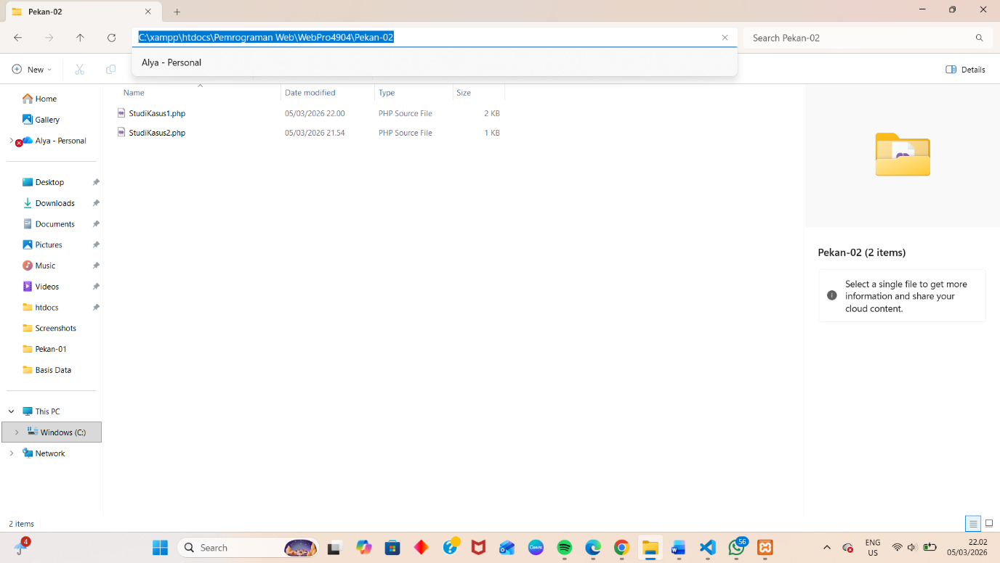 Pekan-02
C:\xampp\htdocs\Pemrograman Web\WebPro4904\Pekan-02
Search Pekan-02
Alya - Personal
New
Details
Name
Date modified
Type
Size
StudiKasus1.php
05/03/2026 22.00
PHP Source File
2 KB
StudiKasus2.php
05/03/2026 21.54
PHP Source File
1 KB
Home
Gallery
Alya - Personal
Desktop
Downloads
Documents
Pictures
Music
Videos
htdocs
Screenshots
Pekan-01
Basis Data
This PC
Windows (C:)
Network
Pekan-02 (2 items)
Select a single file to get more
information and share your
cloud content.
2 items
4
Search
Canva
56
ENG
US
22.02
05/03/2026